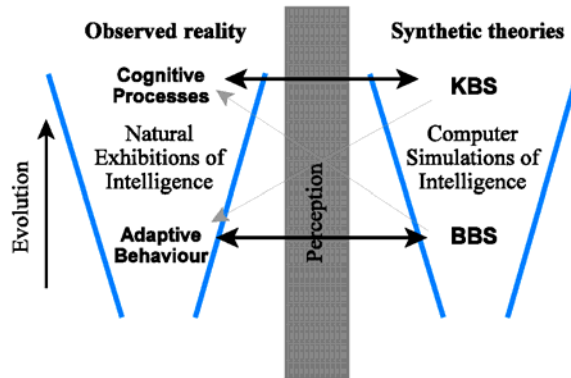 Observed reality
Synthetic theories
Cognitive
Processes
KBS
Natural
Exhibitions of
Intelligence
Computer
Simulations of
Intelligence
Evolution
Perception
Adaptive
Behaviour
BBS